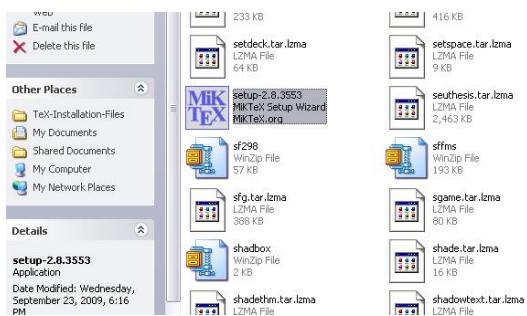 Web
E-mail this file
Delete this file
Other Places
TeX-Installation-Files
My Documents
Shared Documents
My Computer
My Network Places
Details
setup-2.8.3553
Application
Date Modified: Wednesday,
September 23, 2009, 6:16
PM
233 KB
setdeck.tar.lzma
LZMA File
64 KB
MiK
TEX
setup-2.8.3553
MiKTeX Setup Wizard
MiKTeX.org
sf298
WinZip File
57 KB
sfg.tar.lzma
LZMA File
388 KB
shadbox
WinZip File
2 KB
shadethm.tar.lzma
LZMA File
416 KB
setspace.tar.lzma
LZMA File
9 KB
seuthesis.tar.lzma
LZMA File
2,463 KB
sffms
WinZip File
193 KB
sgame.tar.lzma
LZMA File
80 KB
shade.tar.lzma
LZMA File
16 KB
shadowtext.tar.lzma
LZMA File